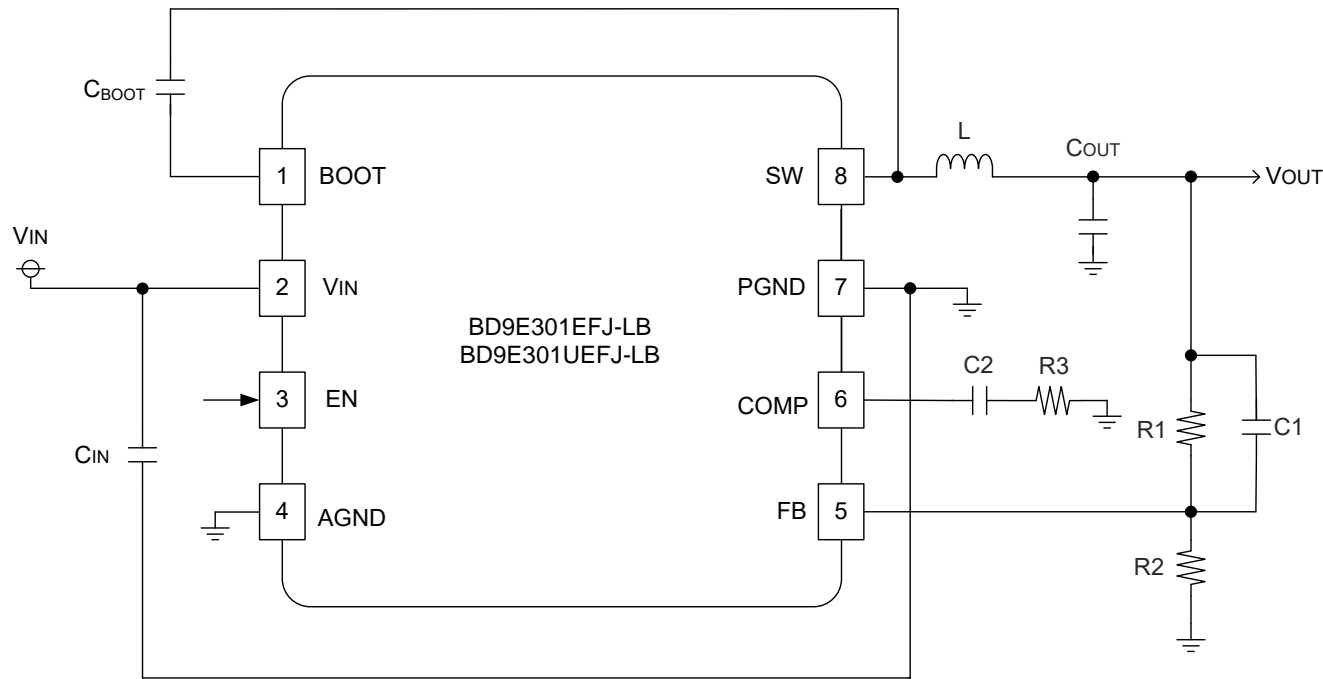 CBOOT
L
COUT
1
BOOT
SW
8
VOUT
VIN
2
VIN
PGND
7
BD9E301EFJ-LB
BD9E301UEFJ-LB
C2
R3
3
EN
COMP
6
R1
C1
CIN
4
AGND
FB
5
R2